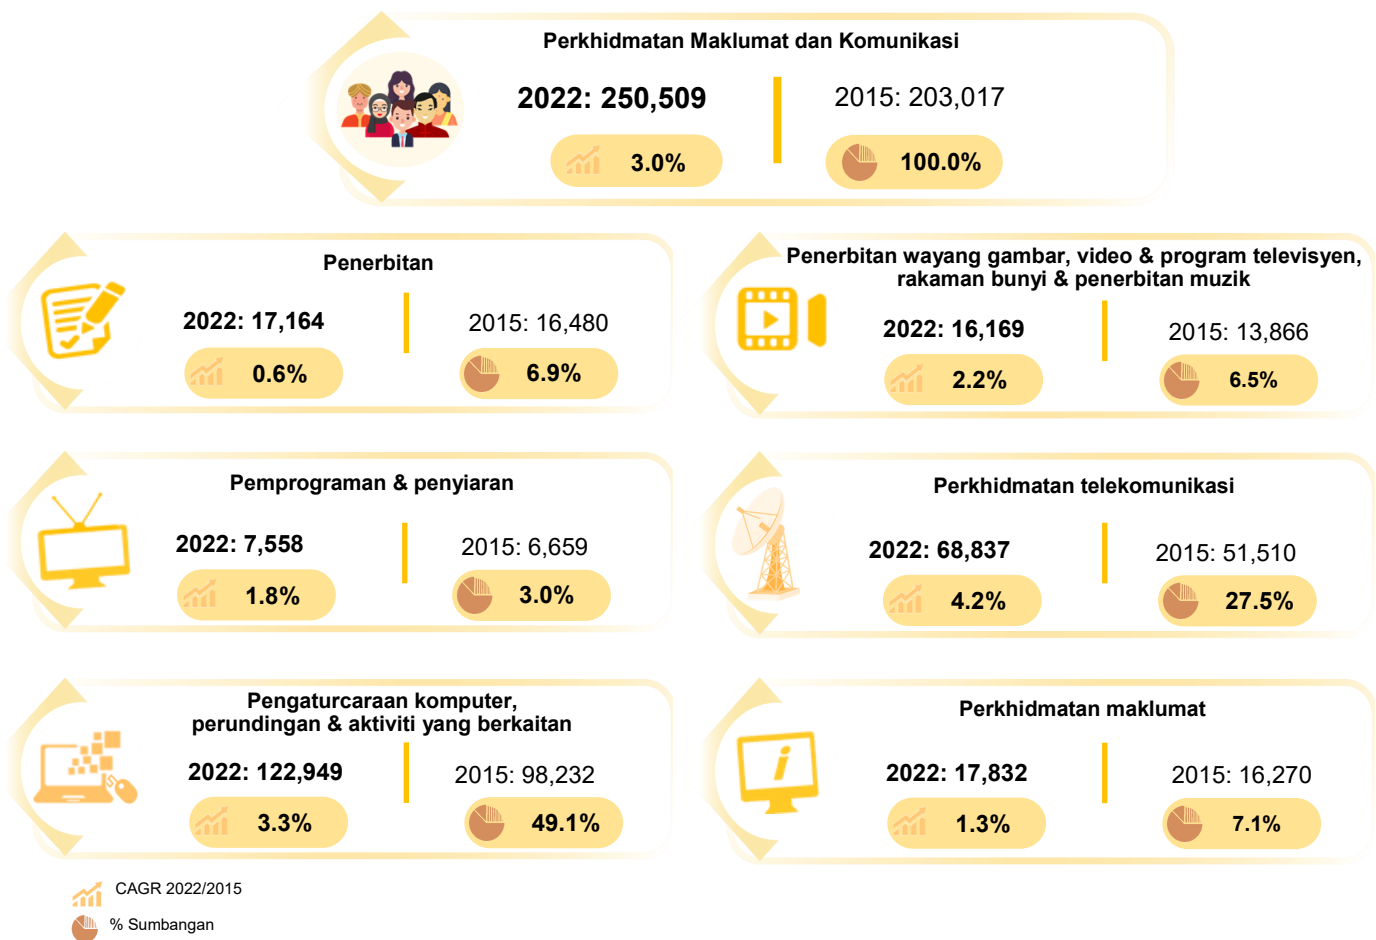 Perkhidmatan Maklumat dan Komunikasi
2022: 250,509
2015: 203,017
3.0%
100.0%
Penerbitan
2022: 17,164
2015: 16,480
0.6%
6.9%
Penerbitan wayang gambar, video & program televisyen,
rakaman bunyi & penerbitan muzik
2022: 16,169
2015: 13,866
2.2%
6.5%
Pemprograman & penyiaran
2022: 7,558
2015: 6,659
1.8%
3.0%
Perkhidmatan telekomunikasi
2022: 68,837
2015: 51,510
4.2%
27.5%
Pengaturcaraan komputer,
perundingan & aktiviti yang berkaitan
2022: 122,949
2015: 98,232
3.3%
49.1%
Perkhidmatan maklumat
2022: 17,832
2015: 16,270
1.3%
7.1%
CAGR 2022/2015
% Sumbangan